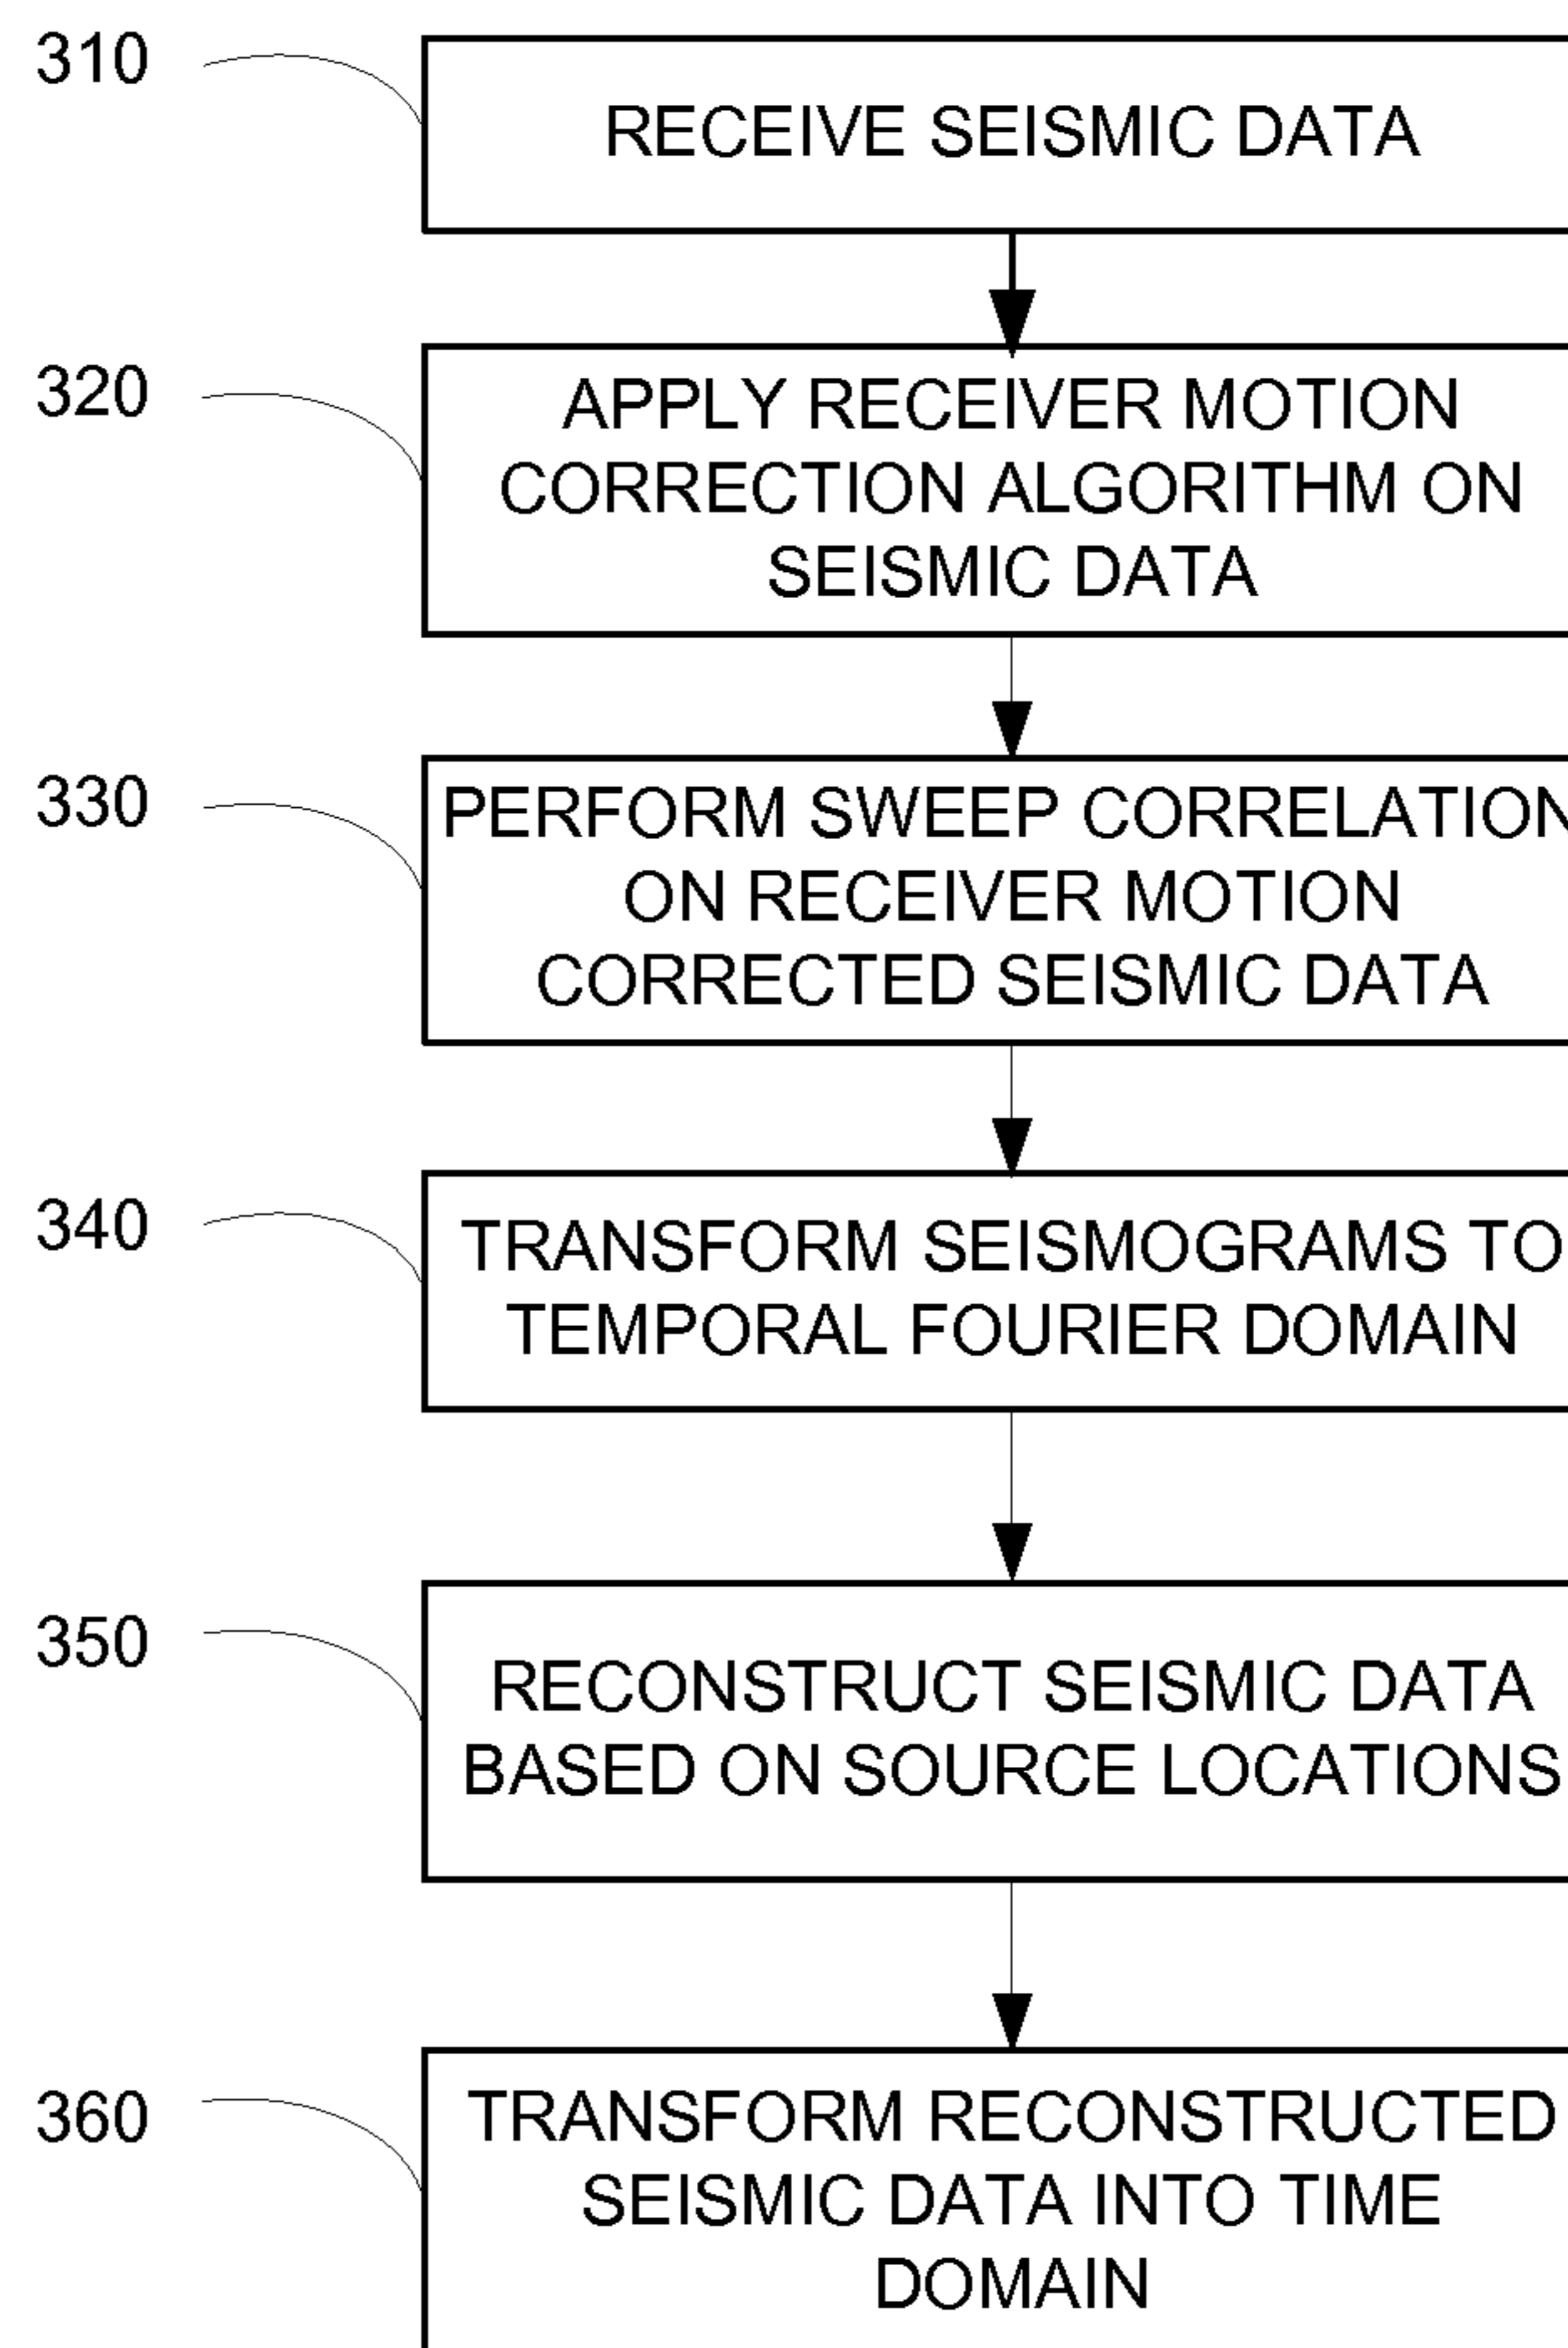 310
RECEIVE SEISMIC DATA
320
APPLY RECEIVER MOTION
CORRECTION ALGORITHM ON
SEISMIC DATA
330
PERFORM SWEEP CORRELATION
ON RECEIVER MOTION
CORRECTED SEISMIC DATA
340
TRANSFORM SEISMOGRAMS TO
TEMPORAL FOURIER DOMAIN
350
RECONSTRUCT SEISMIC DATA
BASED ON SOURCE LOCATIONS
360
TRANSFORM RECONSTRUCTED
SEISMIC DATA INTO TIME
DOMAIN